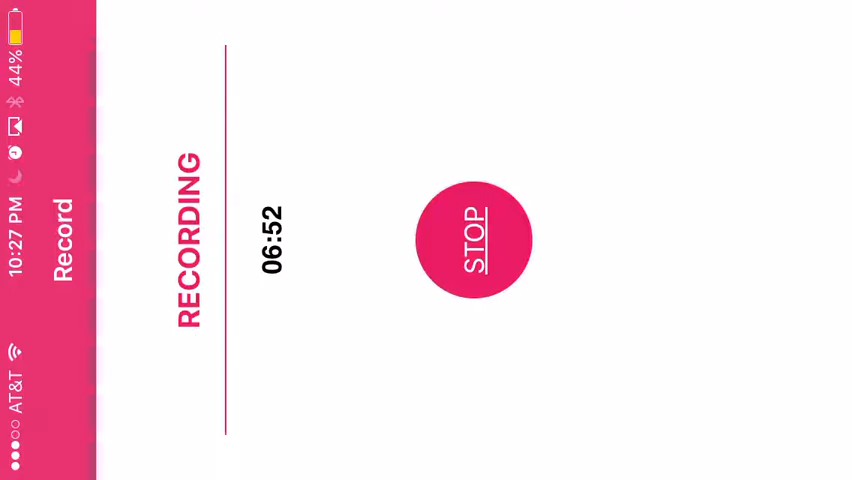 AT&T 10:27 PM 44%
Record
RECORDING
06:52
STOP